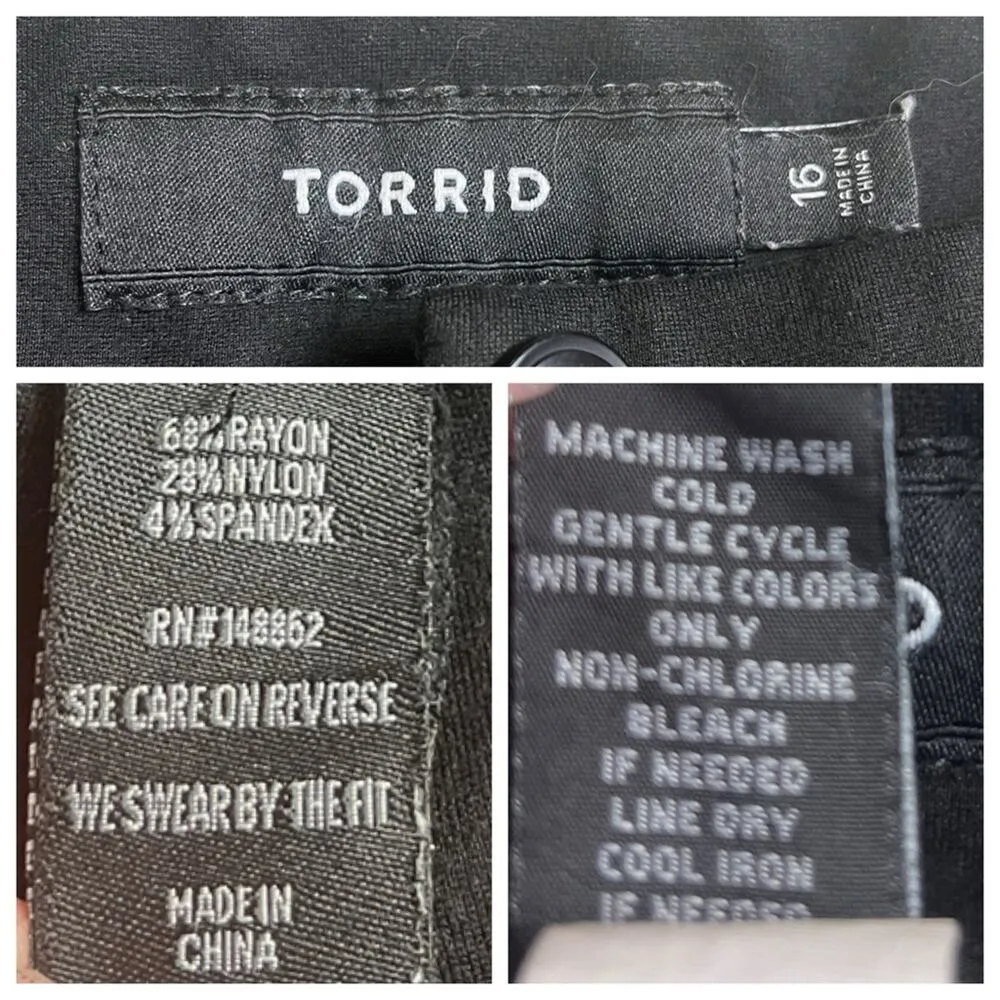 TORRID
16
MADE IN
CHINA
68% RAYON
28% NYLON
4% SPANDEX
RN# 148862
SEE CARE ON REVERSE
WE SWEAR BY THE FIT
MADE IN
CHINA
MACHINE WASH
COLD
GENTLE CYCLE
WITH LIKE COLORS
ONLY
NON-CHLORINE
BLEACH
IF NEEDED
LINE DRY
COOL IRON
IF NEEDED